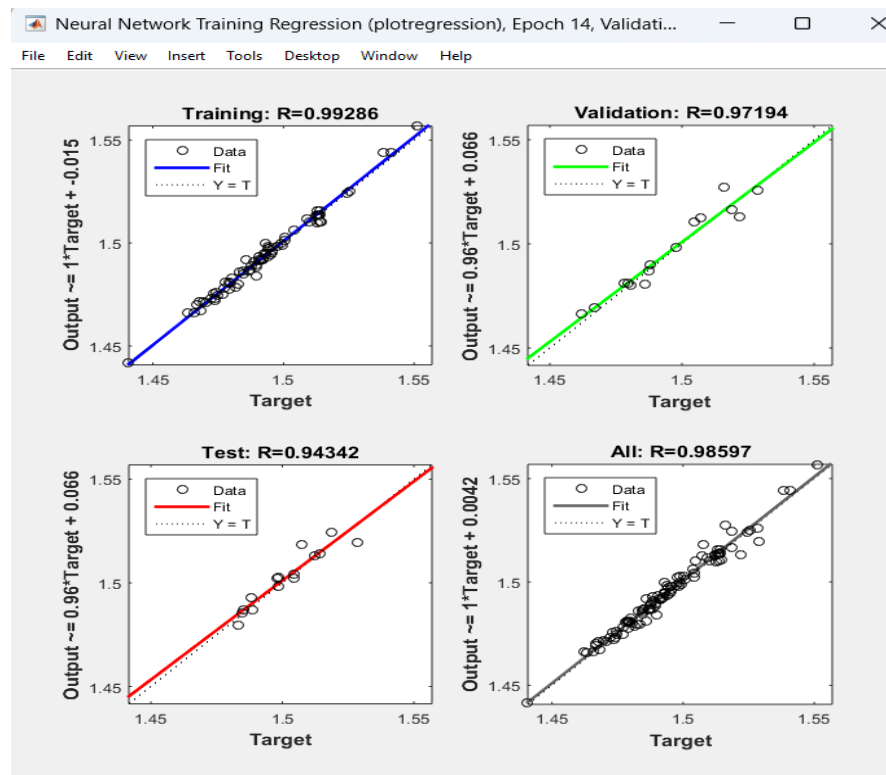 Neural Network Training Regression (plotregression), Epoch 14, Validati...
File Edit View Insert Tools Desktop Window Help
Training: R=0.99286
Output ~= 1*Target + -0.015
1.55
1.5
1.45
Data
Fit
Y = T
1.45 1.5 1.55
Target
Validation: R=0.97194
Output ~= 0.96*Target + 0.066
1.55
1.5
1.45
Data
Fit
Y = T
1.45 1.5 1.55
Target
Test: R=0.94342
Output ~= 0.96*Target + 0.066
1.55
1.5
1.45
Data
Fit
Y = T
1.45 1.5 1.55
Target
All: R=0.98597
Output ~= 1*Target + 0.0042
1.55
1.5
1.45
Data
Fit
Y = T
1.45 1.5 1.55
Target